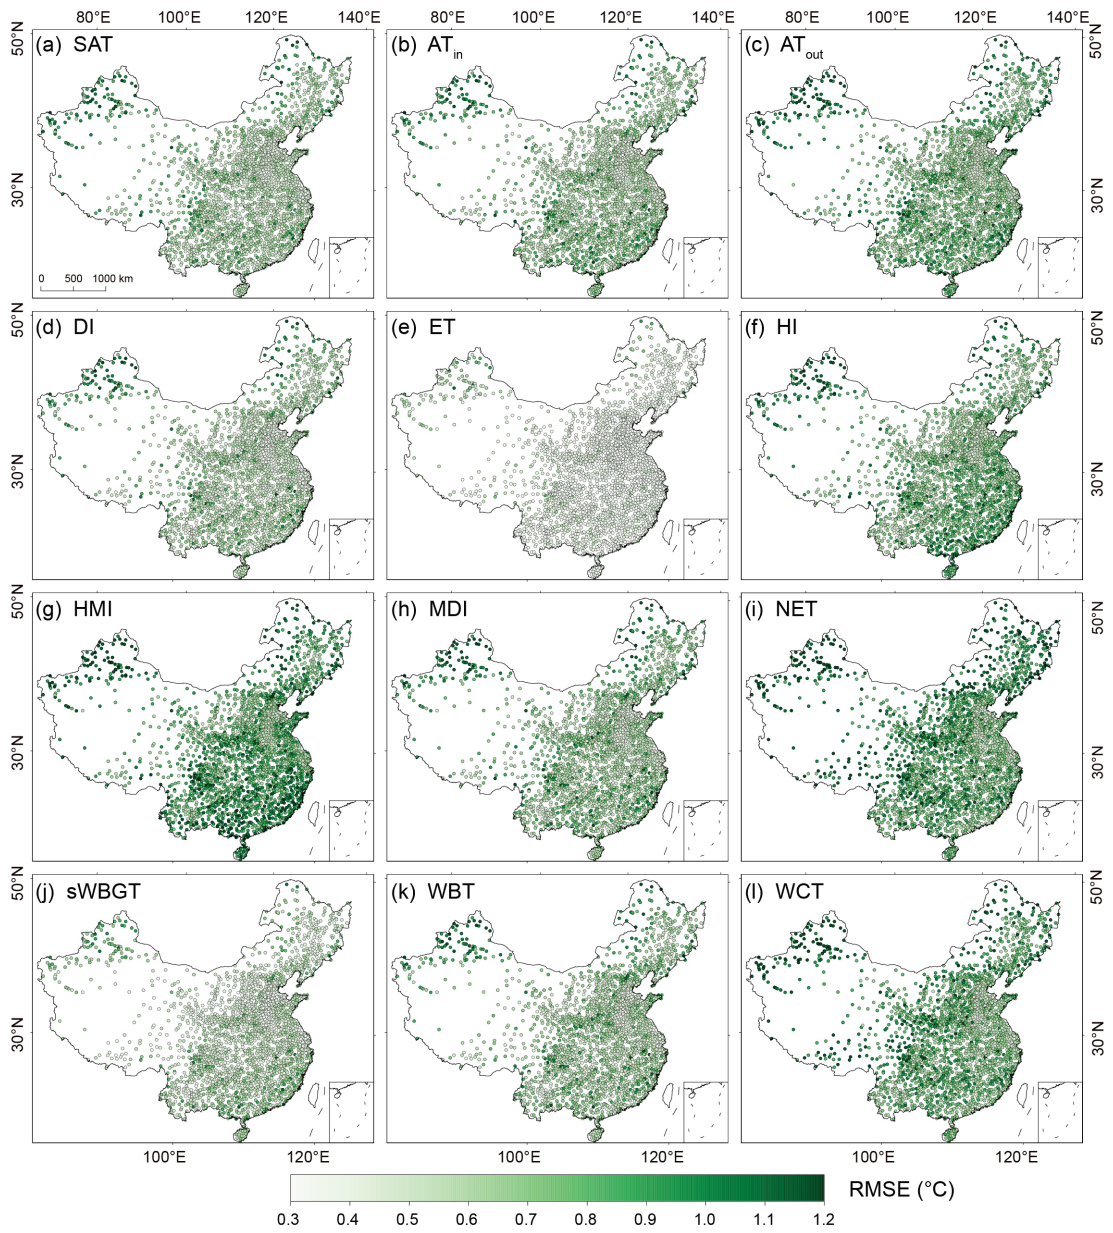 80°E 100°E 120°E 140°E 80°E 100°E 120°E 140°E 80°E 100°E 120°E 140°E
50°N (a) SAT (b) ATin (c) ATout 50°N
30°N 30°N
0 500 1000 km
50°N (d) DI (e) ET (f) HI 50°N
30°N 30°N
50°N (g) HMI (h) MDI (i) NET 50°N
30°N 30°N
50°N (j) sWBGT (k) WBT (l) WCT 50°N
30°N 30°N
100°E 120°E 100°E 120°E 100°E 120°E
RMSE (°C)
0.3 0.4 0.5 0.6 0.7 0.8 0.9 1.0 1.1 1.2